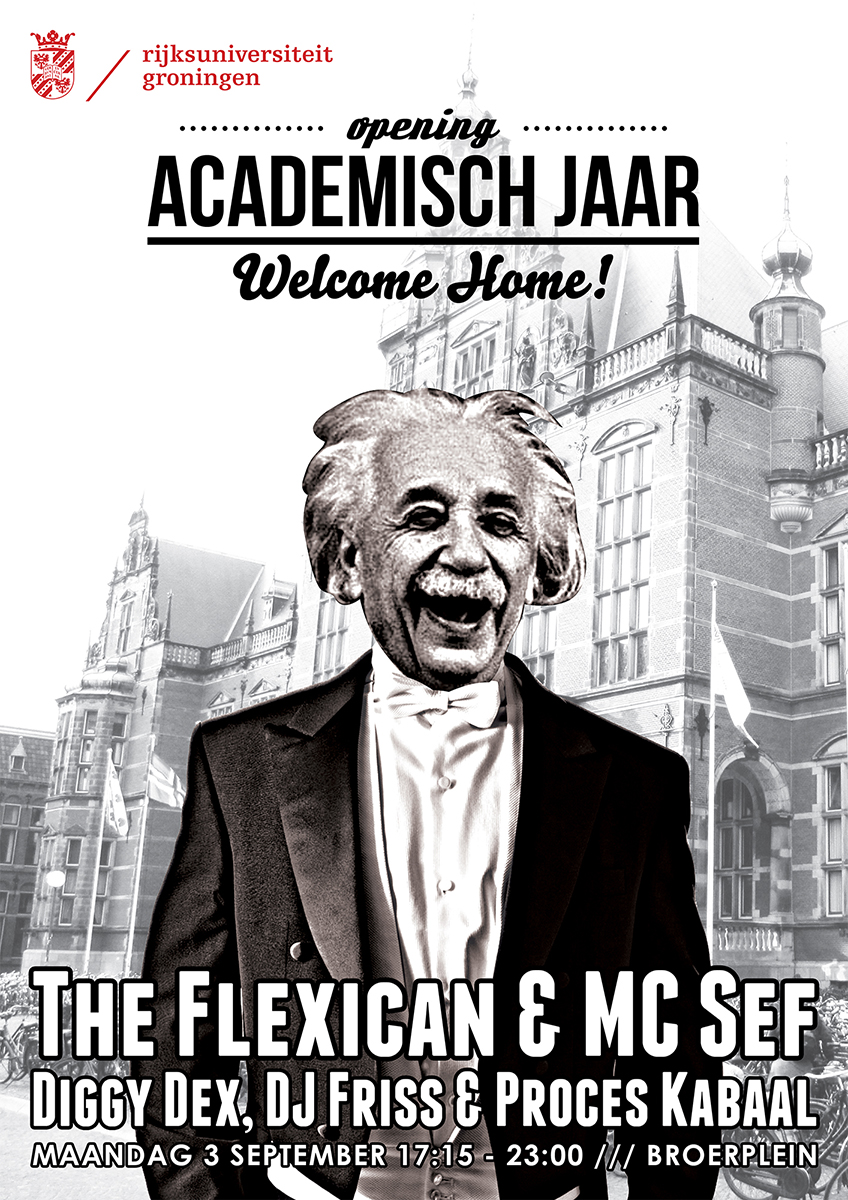 rijksuniversiteit
groningen
opening
ACADEMISCH JAAR
Welcome Home!
THE FLEXICAN & MC SEF
DIGGY DEX, DJ FRISS & PROCES KABAAL
MAANDAG 3 SEPTEMBER 17:15 - 23:00 /// BROERPLEIN